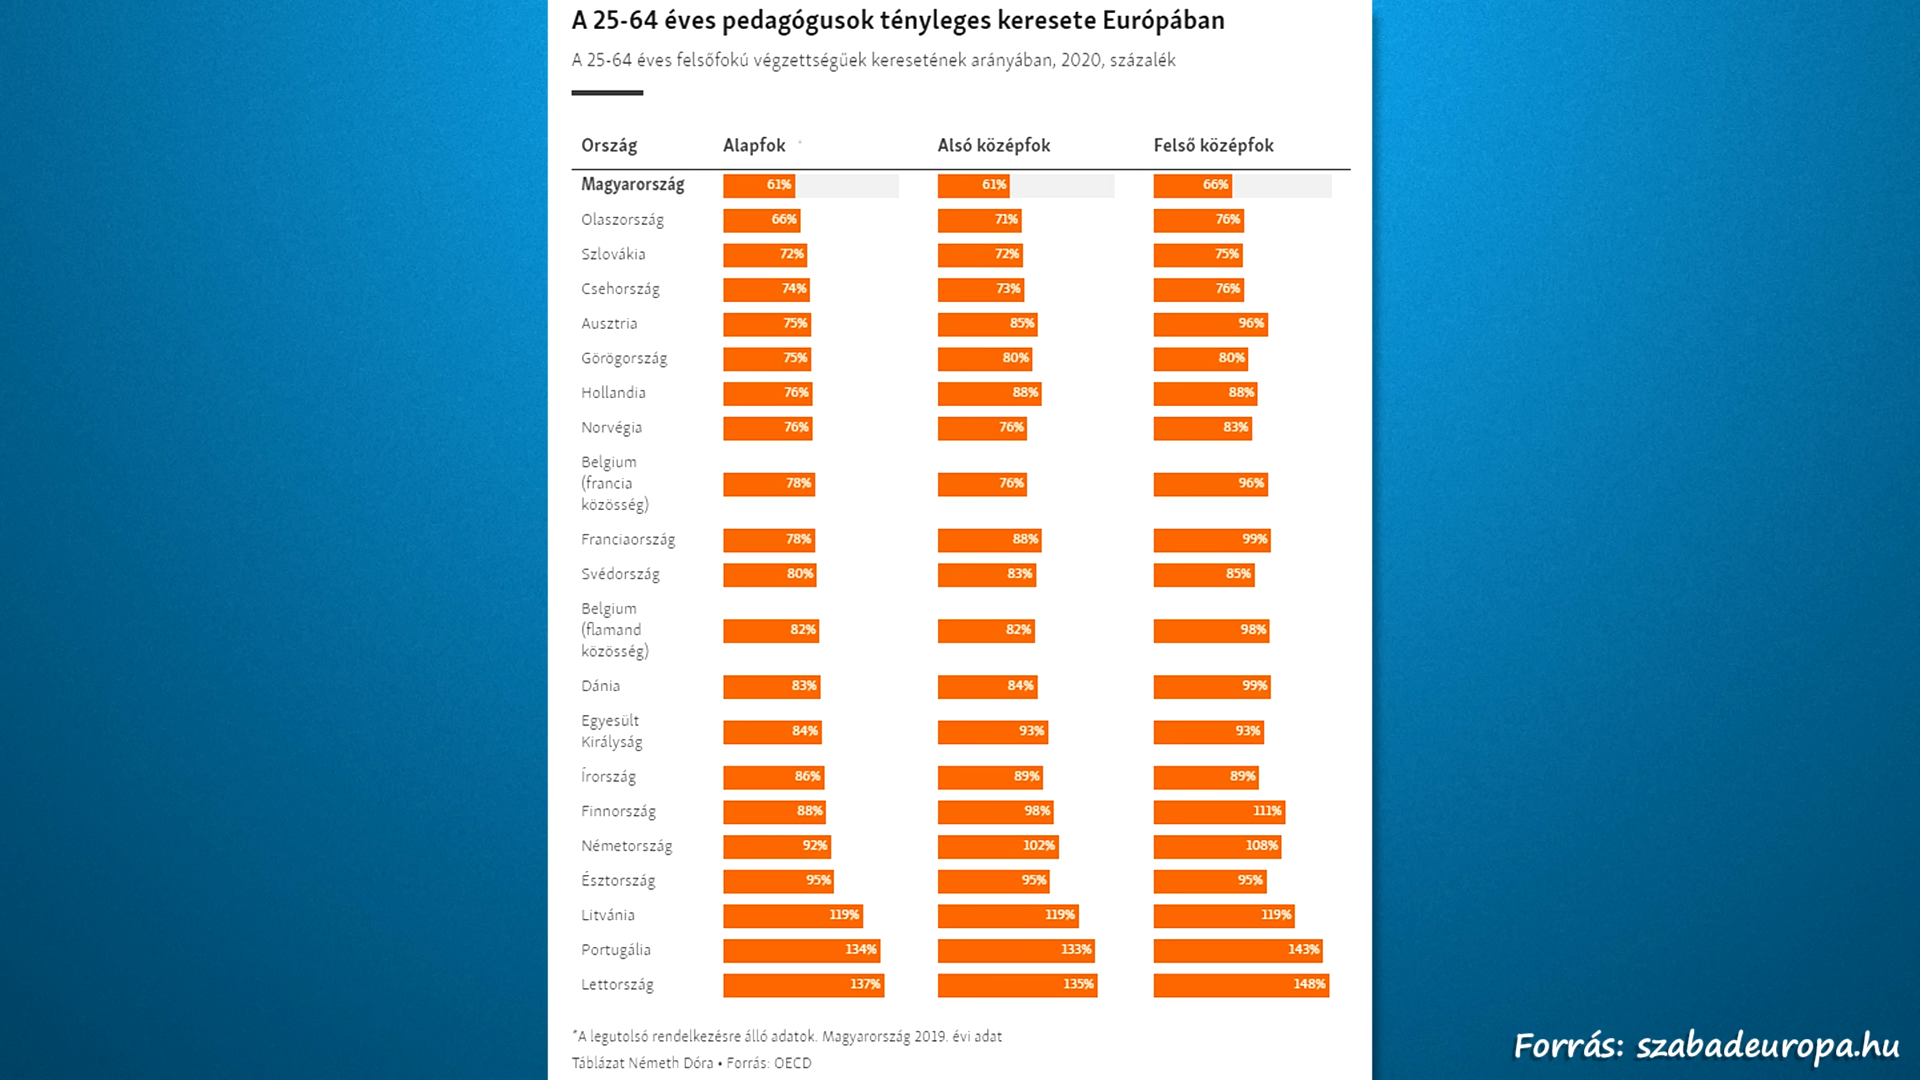 A 25-64 éves pedagógusok tényleges keresete Európában
A 25-64 éves felsőfokú végzettségűek keresetének arányában, 2020, százalék
Ország Alapfok Alsó középfok Felső középfok
Magyarország 61% 61% 66%
Olaszország 66% 71% 76%
Szlovákia 72% 72% 75%
Csehország 74% 73% 76%
Ausztria 75% 85% 96%
Görögország 75% 80% 80%
Hollandia 76% 88% 88%
Norvégia 76% 76% 83%
Belgium
(francia 78% 76% 96%
közösség)
Franciaország 78% 88% 99%
Svédország 80% 83% 85%
Belgium
(flamand 82% 82% 98%
közösség)
Dánia 83% 84% 99%
Egyesült
Királyság 84% 93% 93%
Írország 86% 89% 89%
Finnország 88% 98% 111%
Németország 92% 102% 108%
Észtország 95% 95% 95%
Litvánia 119% 119% 119%
Portugália 134% 133% 143%
Lettország 137% 135% 148%
*A legutolsó rendelkezésre álló adatok. Magyarország 2019. évi adat
Táblázat Németh Dóra • Forrás: OECD
Forrás: szabadeuropa.hu